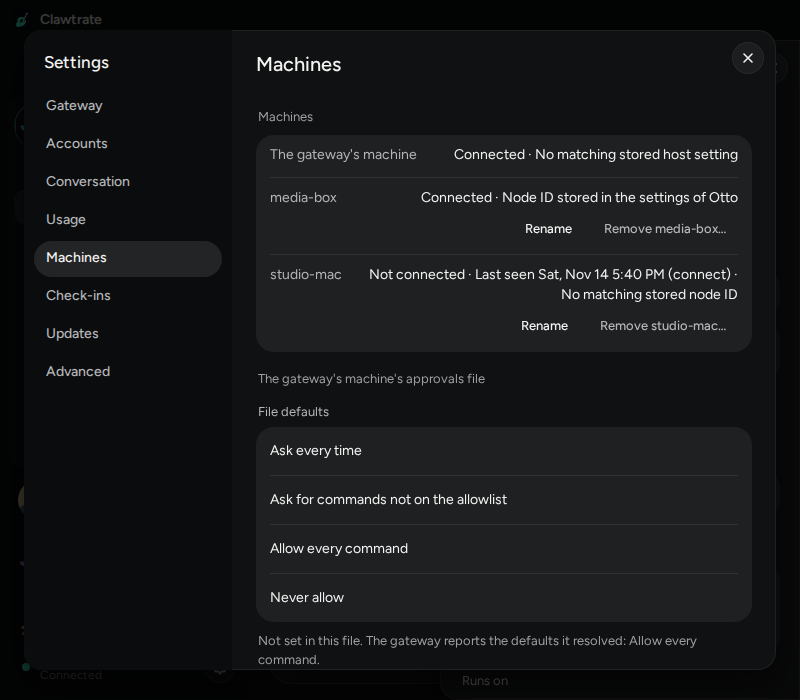 Clawtrate
Settings
Gateway
Accounts
Conversation
Usage
Machines
Check-ins
Updates
Advanced
Machines
Machines
The gateway's machine
Connected · No matching stored host setting
media-box
Connected · Node ID stored in the settings of Otto
Rename
Remove media-box...
studio-mac
Not connected · Last seen Sat, Nov 14 5:40 PM (connect) ·
No matching stored node ID
Rename
Remove studio-mac...
The gateway's machine's approvals file
File defaults
Ask every time
Ask for commands not on the allowlist
Allow every command
Never allow
Not set in this file. The gateway reports the defaults it resolved: Allow every
command.
Connected
Runs on